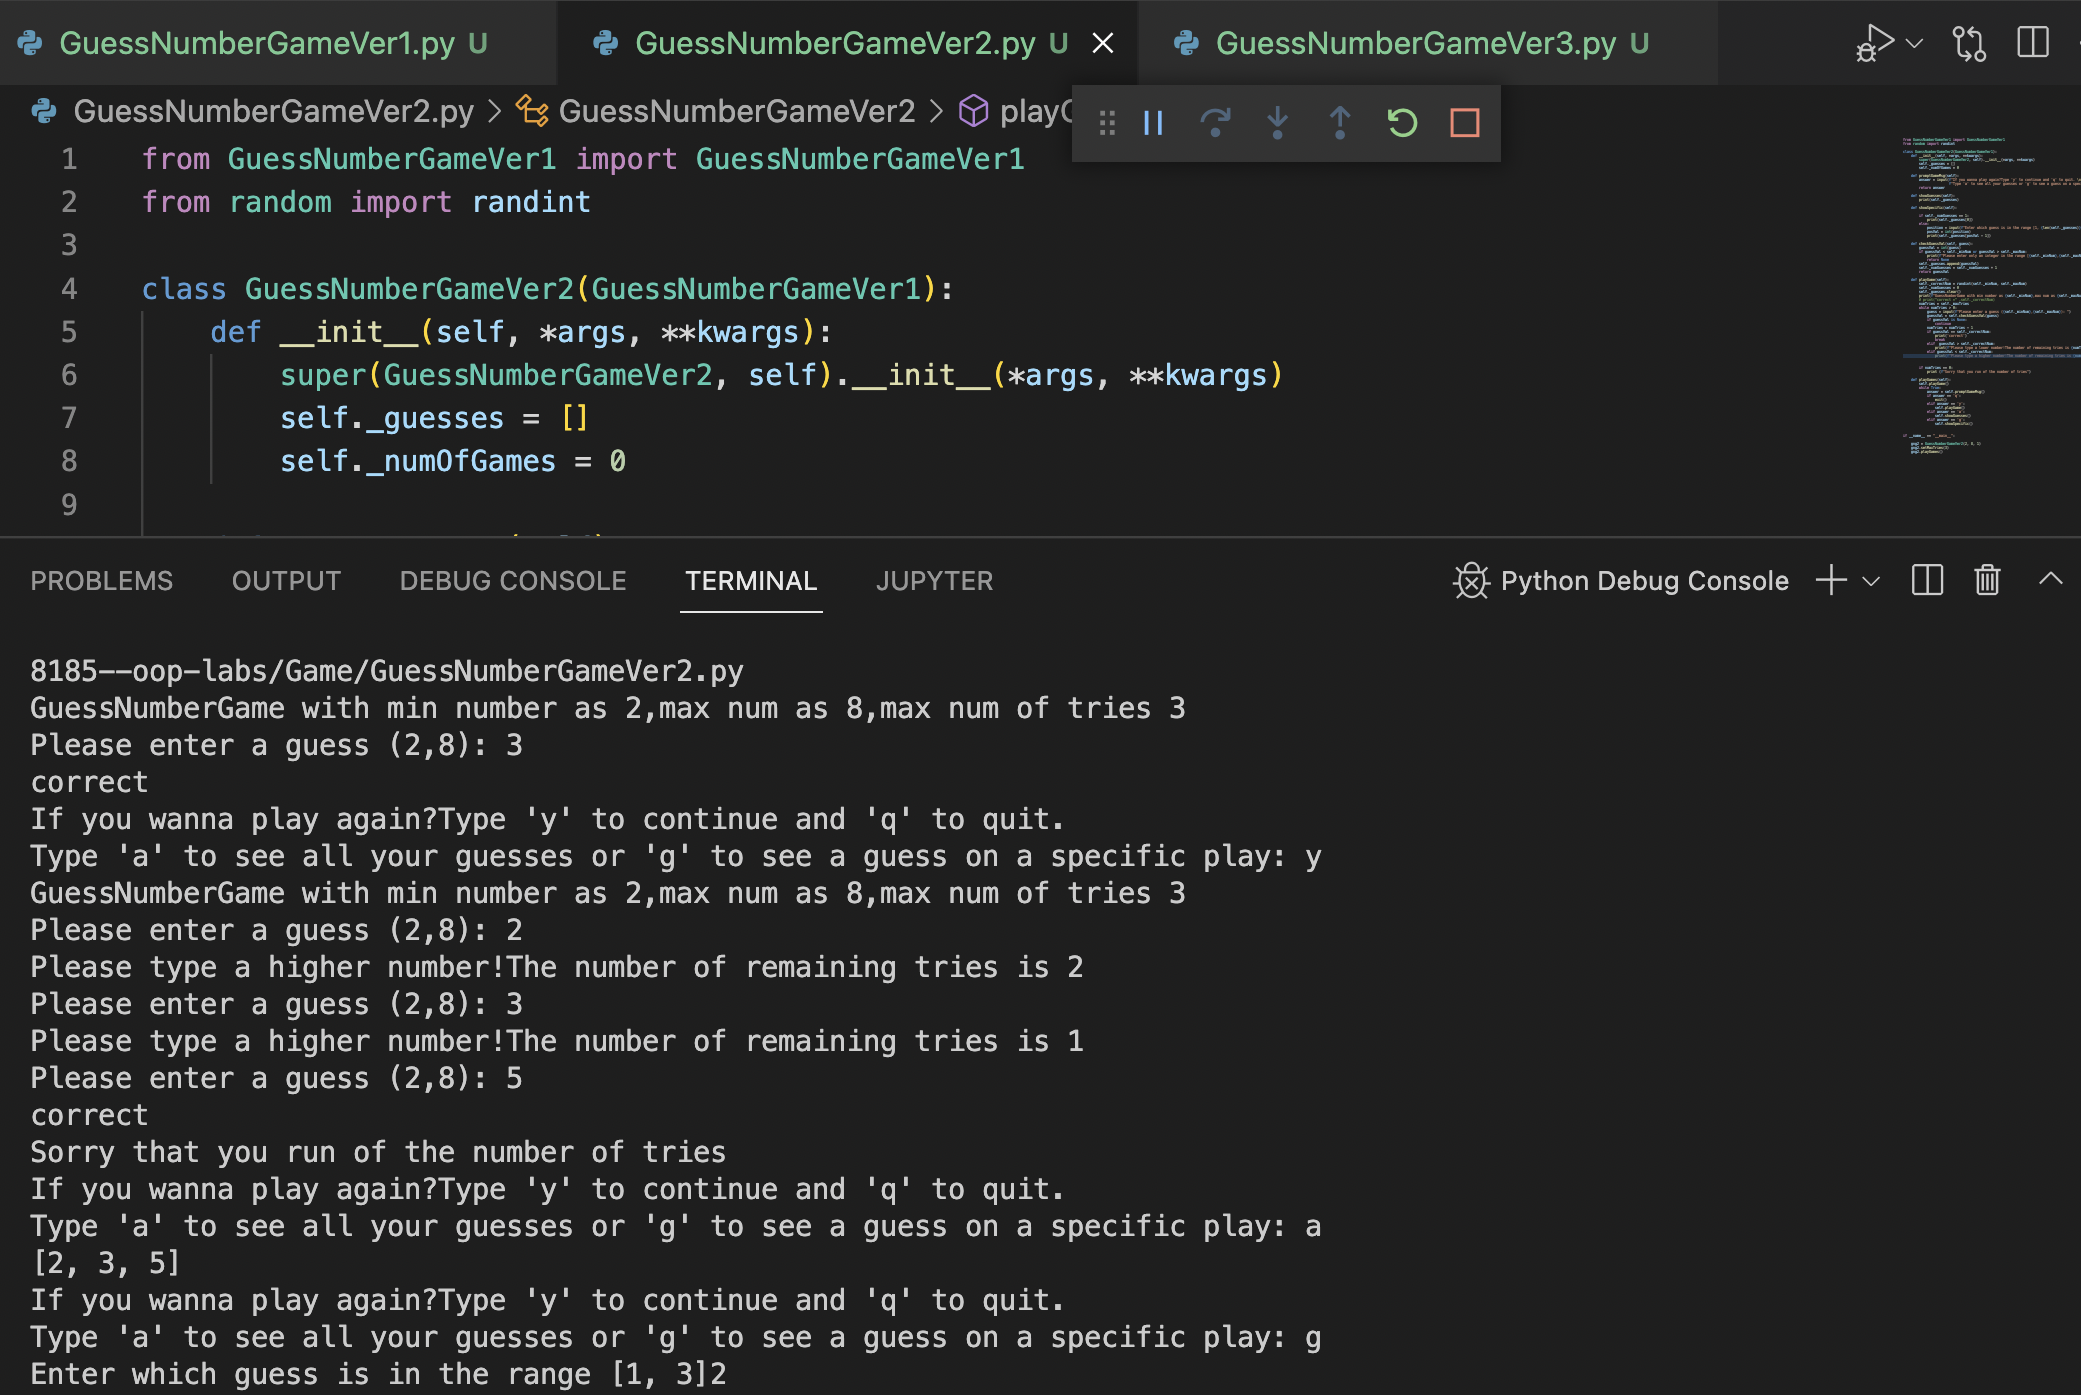 GuessNumberGameVer1.py U GuessNumberGameVer2.py U GuessNumberGameVer3.py U
GuessNumberGameVer2.py > GuessNumberGameVer2 >
1 from GuessNumberGameVer1 import GuessNumberGameVer1
2 from random import randint
3
4 class GuessNumberGameVer2(GuessNumberGameVer1):
5 def __init__(self, *args, **kwargs):
6 super(GuessNumberGameVer2, self).__init__(*args, **kwargs)
7 self._guesses = []
8 self._numOfGames = 0
9
PROBLEMS OUTPUT DEBUG CONSOLE TERMINAL JUPYTER Python Debug Console
8185--oop-labs/Game/GuessNumberGameVer2.py
GuessNumberGame with min number as 2,max num as 8,max num of tries 3
Please enter a guess (2,8): 3
correct
If you wanna play again?Type 'y' to continue and 'q' to quit.
Type 'a' to see all your guesses or 'g' to see a guess on a specific play: y
GuessNumberGame with min number as 2,max num as 8,max num of tries 3
Please enter a guess (2,8): 2
Please type a higher number!The number of remaining tries is 2
Please enter a guess (2,8): 3
Please type a higher number!The number of remaining tries is 1
Please enter a guess (2,8): 5
correct
Sorry that you run of the number of tries
If you wanna play again?Type 'y' to continue and 'q' to quit.
Type 'a' to see all your guesses or 'g' to see a guess on a specific play: a
[2, 3, 5]
If you wanna play again?Type 'y' to continue and 'q' to quit.
Type 'a' to see all your guesses or 'g' to see a guess on a specific play: g
Enter which guess is in the range [1, 3]2